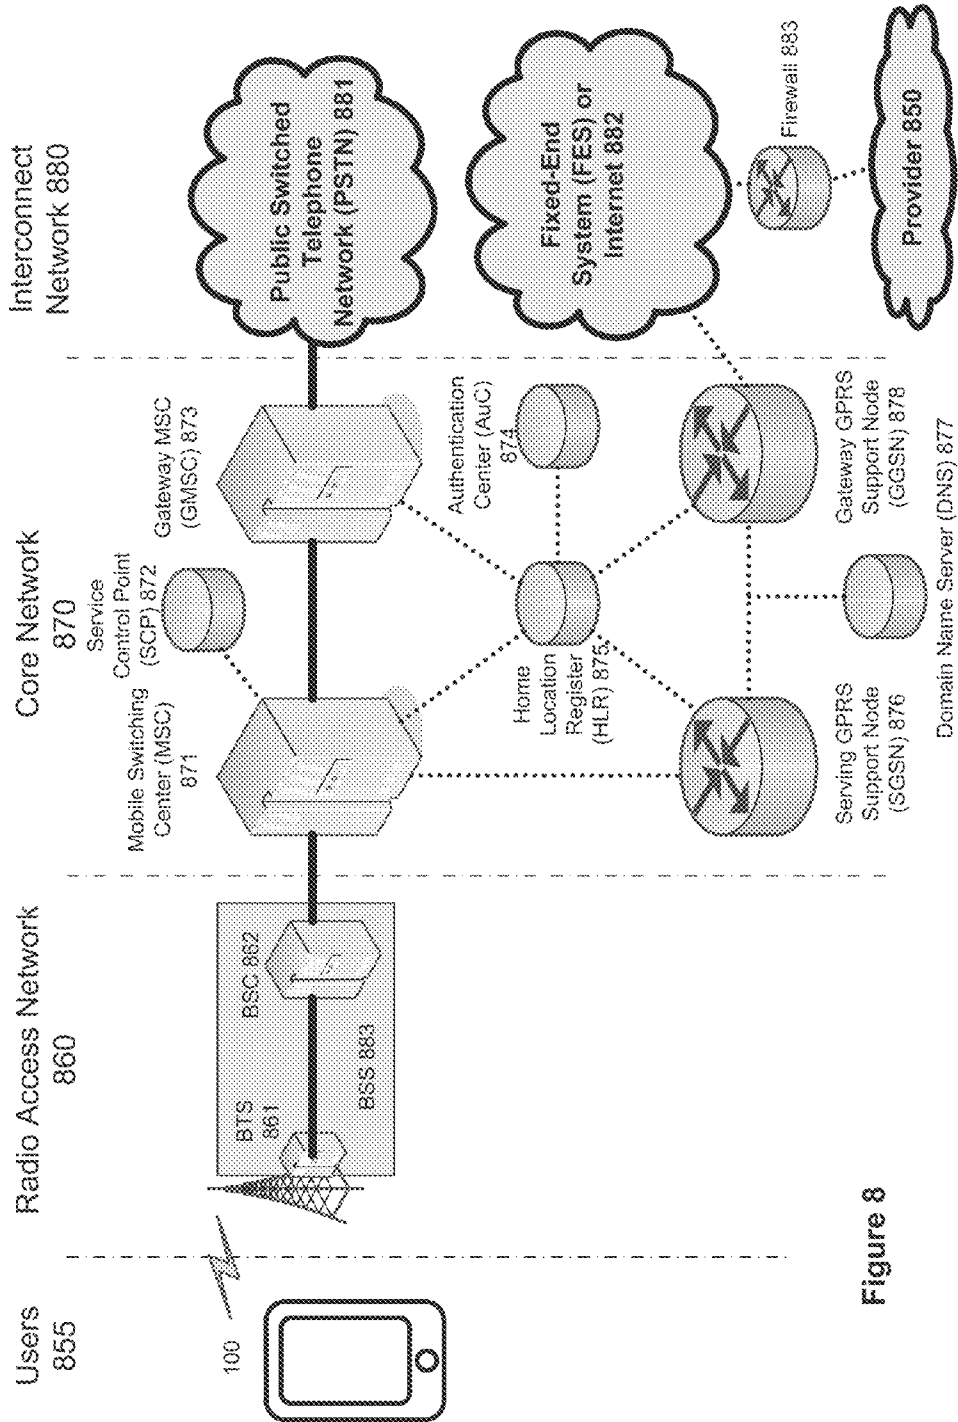 Users
855
Radio Access Network
860
Core Network
870
Interconnect
Network 880
100
BTS
861
BSC 862
BSS 883
Mobile Switching
Center (MSC)
871
Service
Control Point
(SCP) 872
Gateway MSC
(GMSC) 873
Public Switched
Telephone
Network (PSTN) 881
Home
Location
Register
(HLR) 875
Authentication
Center (AuC)
874
Fixed-End
System (FES) or
Internet 882
Serving GPRS
Support Node
(SGSN) 876
Gateway GPRS
Support Node
(GGSN) 878
Firewall 883
Provider 850
Domain Name Server (DNS) 877
Figure 8